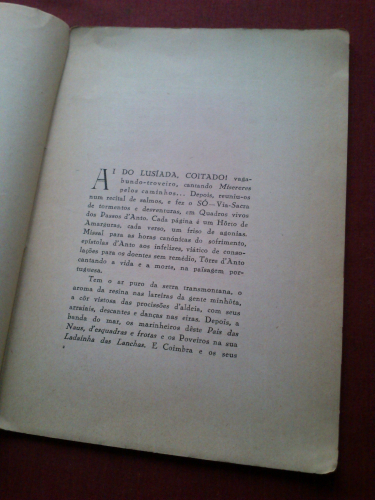 AI DO LUSÍADA, COITADO! vaga-
bundo-troveiro, cantando Misereres
pelos caminhos... Depois, reuniu-os
num recital de salmos, e fez o SÓ—Via-Sacra
de tormentos e desventuras, em Quadros vivos
dos Passos d'Anto. Cada página é um Hôrto de
Amarguras, cada verso, um friso de agonias.
Missal para as horas canónicas do sofrimento,
epístolas d'Anto aos infelizes, viático de conso-
lações para os doentes sem remédio, Tôrre d'Anto
cantando a vida e a morte, na paisagem por-
tuguesa.
Tem o ar puro da serra transmontana, o
aroma da resina nas lareiras da gente minhôta,
a côr vistosa das procissões d'aldeia, com seus
arraiais, descantes e danças nas eiras. Depois, a
banda do mar, os marinheiros dêste País das
Naus, d'esquadras e frotas e os Poveiros na sua
Ladaínha das Lanchas. E Coimbra e os seus